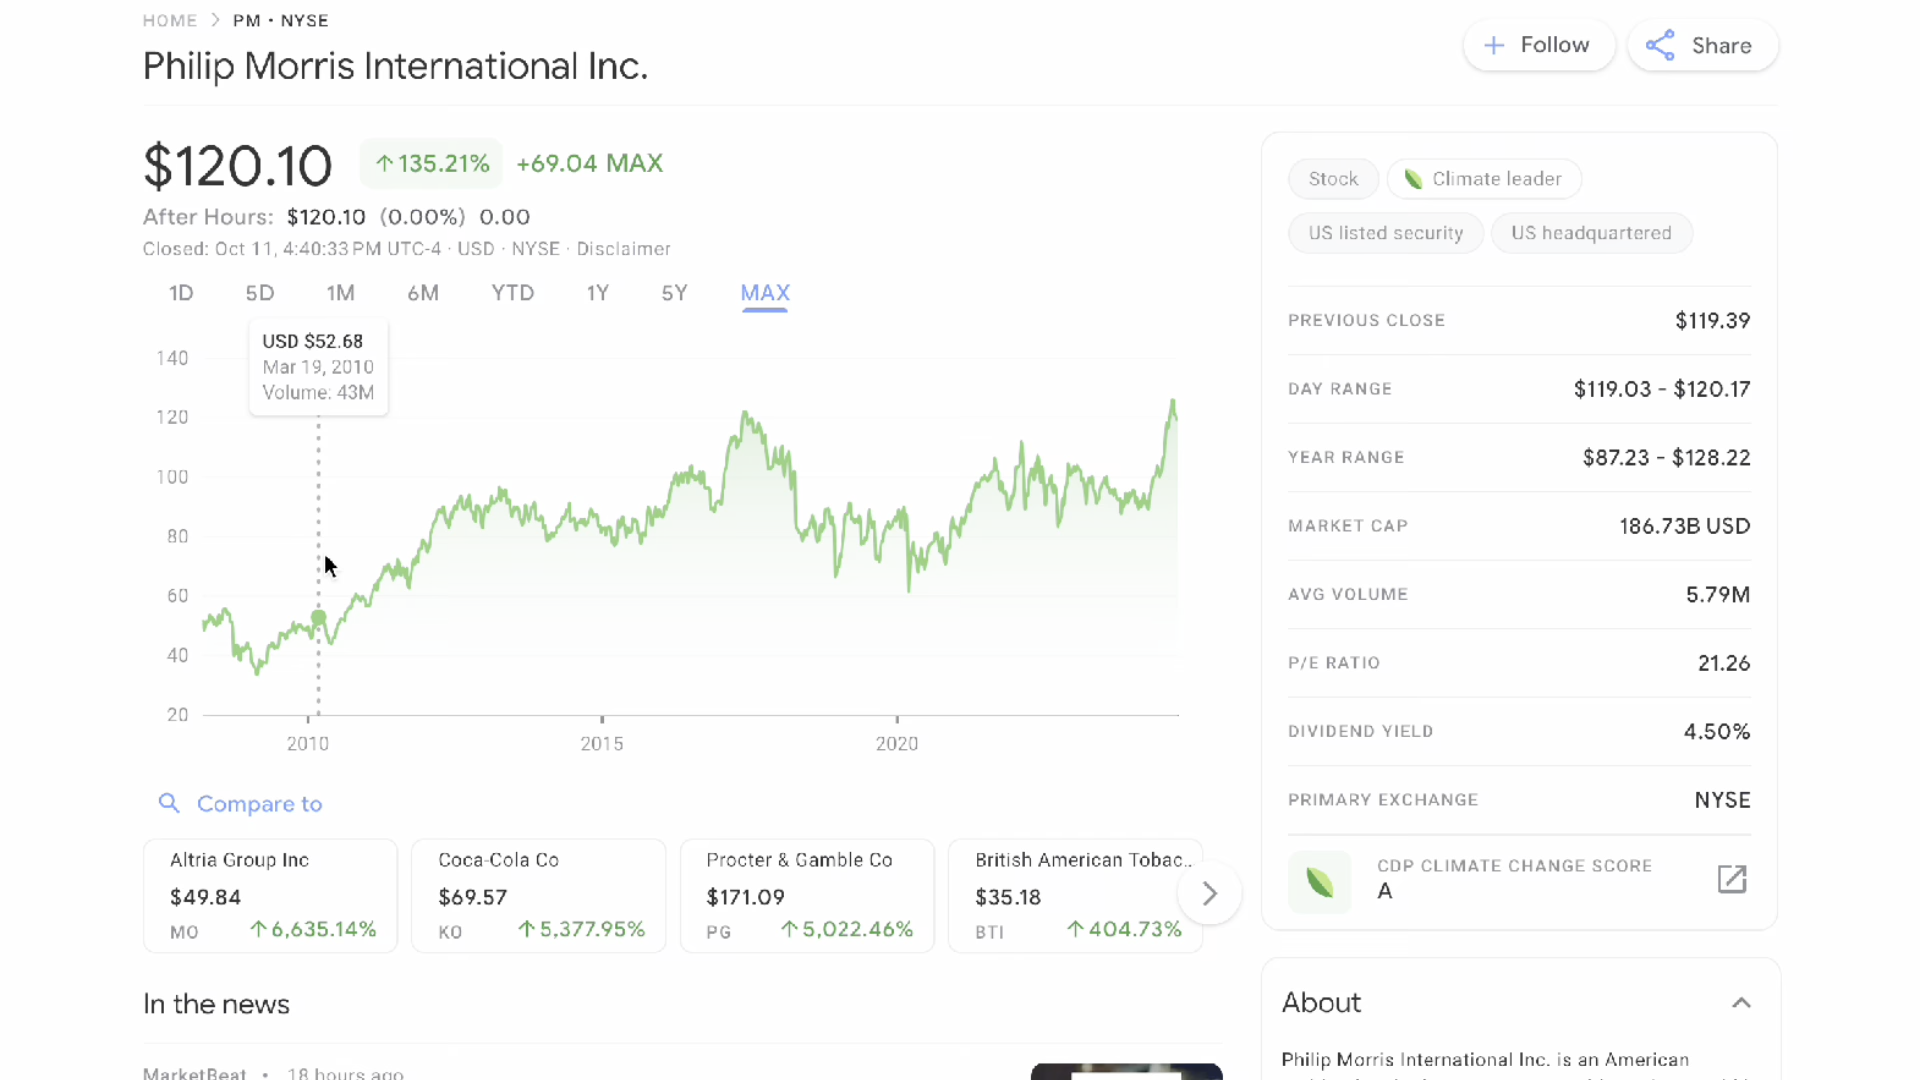 HOME > PM • NYSE
Philip Morris International Inc.
Follow
Share
$120.10 ↑135.21% +69.04 MAX
After Hours: $120.10 (0.00%) 0.00
Closed: Oct 11, 4:40:33 PM UTC-4 · USD · NYSE · Disclaimer
1D 5D 1M 6M YTD 1Y 5Y MAX
USD $52.68
Mar 19, 2010
Volume: 43M
140
120
100
80
60
40
20
2010 2015 2020
Compare to
Altria Group Inc
$49.84
MO ↑6,635.14%
Coca-Cola Co
$69.57
KO ↑5,377.95%
Procter & Gamble Co
$171.09
PG ↑5,022.46%
British American Tobac..
$35.18
BTI ↑404.73%
In the news
MarketBeat • 18 hours ago
Stock
Climate leader
US listed security
US headquartered
PREVIOUS CLOSE $119.39
DAY RANGE $119.03 - $120.17
YEAR RANGE $87.23 - $128.22
MARKET CAP 186.73B USD
AVG VOLUME 5.79M
P/E RATIO 21.26
DIVIDEND YIELD 4.50%
PRIMARY EXCHANGE NYSE
CDP CLIMATE CHANGE SCORE
A
About
Philip Morris International Inc. is an American